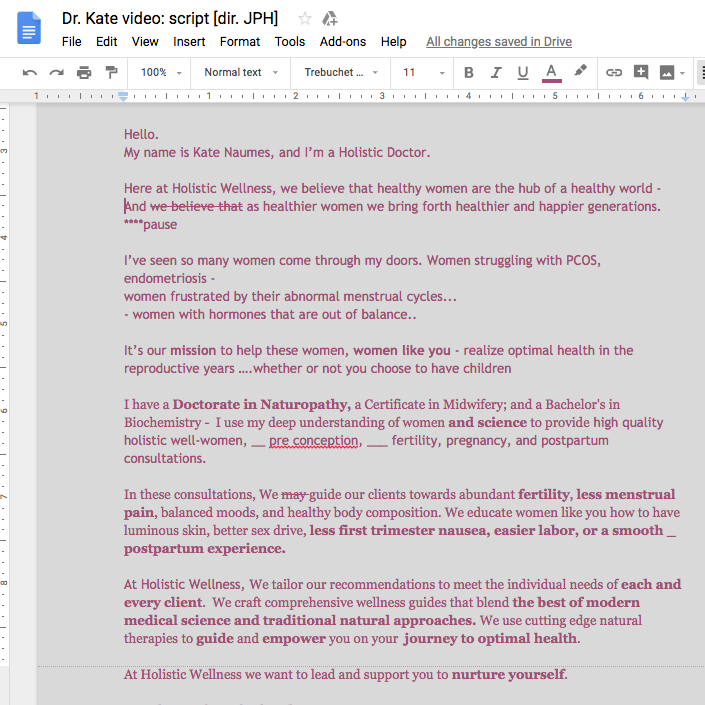 Dr. Kate video: script [dir. JPH]
File Edit View Insert Format Tools Add-ons Help All changes saved in Drive
100% Normal text Trebuchet ... 11 B I U A
1 1 2 3 4 5 6
Hello.
My name is Kate Naumes, and I'm a Holistic Doctor.
Here at Holistic Wellness, we believe that healthy women are the hub of a healthy world -
And we believe that as healthier women we bring forth healthier and happier generations.
****pause
I've seen so many women come through my doors. Women struggling with PCOS,
endometriosis -
women frustrated by their abnormal menstrual cycles...
- women with hormones that are out of balance..
It's our mission to help these women, women like you - realize optimal health in the
reproductive years ....whether or not you choose to have children
I have a Doctorate in Naturopathy, a Certificate in Midwifery; and a Bachelor's in
Biochemistry - I use my deep understanding of women and science to provide high quality
holistic well-women, __ pre conception, ___ fertility, pregnancy, and postpartum
consultations.
In these consultations, We may guide our clients towards abundant fertility, less menstrual
pain, balanced moods, and healthy body composition. We educate women like you how to have
luminous skin, better sex drive, less first trimester nausea, easier labor, or a smooth _
postpartum experience.
At Holistic Wellness, We tailor our recommendations to meet the individual needs of each and
every client. We craft comprehensive wellness guides that blend the best of modern
medical science and traditional natural approaches. We use cutting edge natural
therapies to guide and empower you on your journey to optimal health.
At Holistic Wellness we want to lead and support you to nurture yourself.
3
4
5
6
7
8